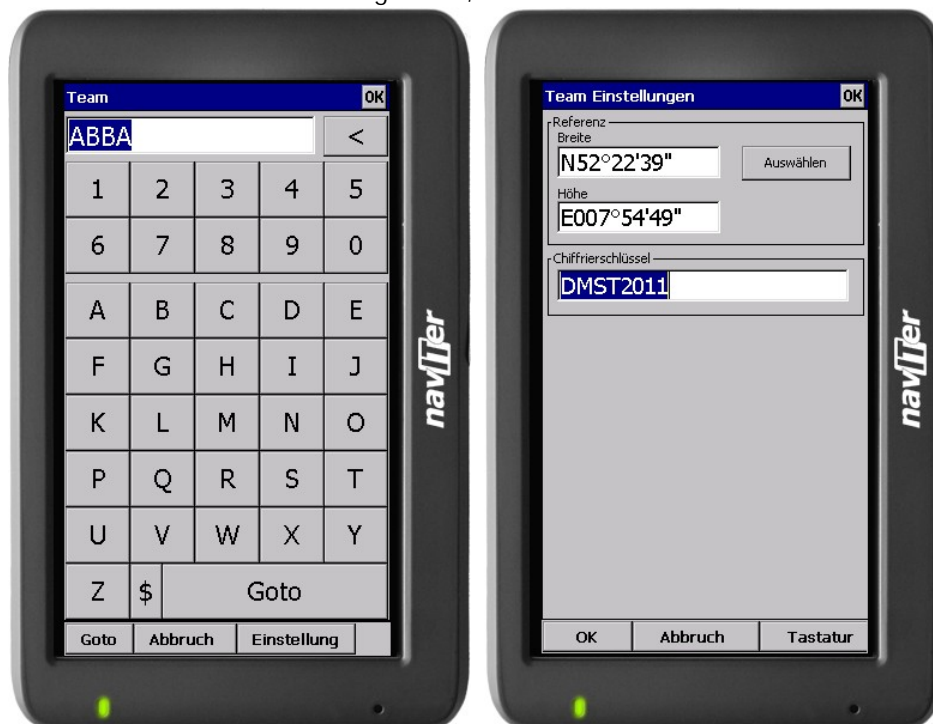 Team OK
ABBA <
1 2 3 4 5
6 7 8 9 0
A B C D E
F G H I J
K L M N O
P Q R S T
U V W X Y
Z $ Goto
Goto Abbruch Einstellung
naviter
Team Einstellungen OK
Referenz
Breite
N52°22'39" Auswählen
Höhe
E007°54'49"
Chiffrierschlüssel
DMST2011
OK Abbruch Tastatur
naviter